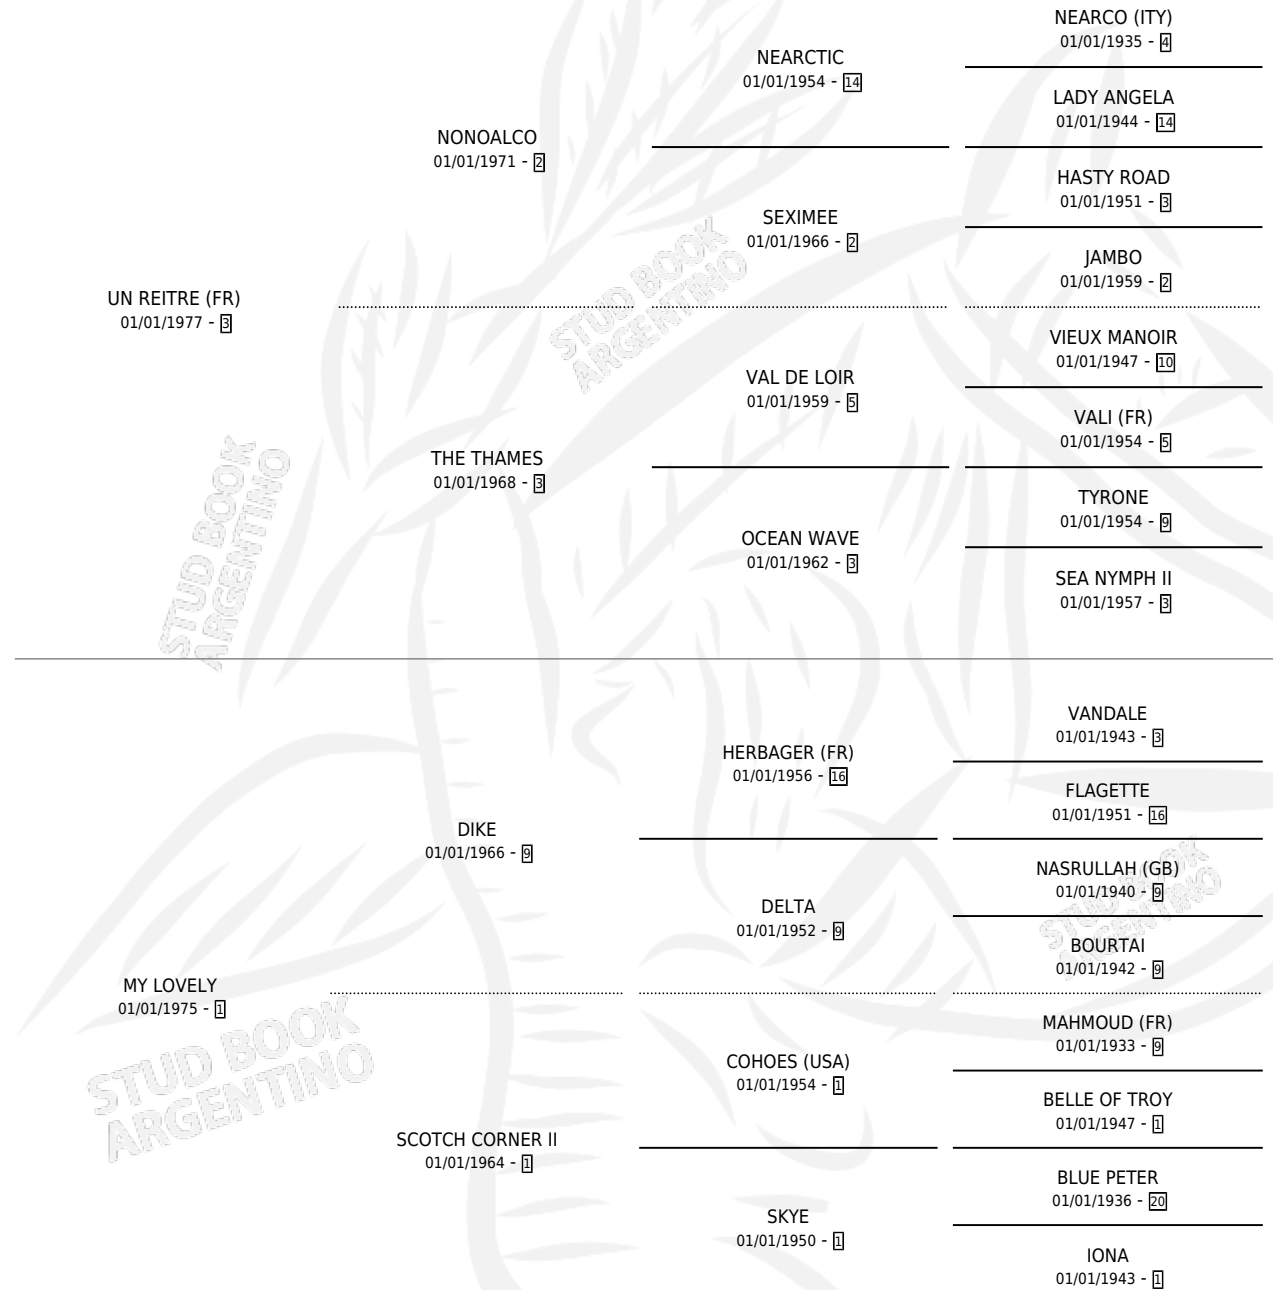 NEARCO (ITY)
01/01/1935 - 4
NEARCTIC
01/01/1954 - 14
LADY ANGELA
01/01/1944 - 14
NONOALCO
01/01/1971 - 2
HASTY ROAD
01/01/1951 - 3
SEXIMEE
01/01/1966 - 2
JAMBO
01/01/1959 - 2
UN REITRE (FR)
01/01/1977 - 3
VIEUX MANOIR
01/01/1947 - 10
VAL DE LOIR
01/01/1959 - 5
VALI (FR)
01/01/1954 - 5
THE THAMES
01/01/1968 - 3
TYRONE
01/01/1954 - 9
OCEAN WAVE
01/01/1962 - 3
SEA NYMPH II
01/01/1957 - 3
VANDALE
01/01/1943 - 3
HERBAGER (FR)
01/01/1956 - 16
FLAGETTE
01/01/1951 - 16
DIKE
01/01/1966 - 9
NASRULLAH (GB)
01/01/1940 - 9
DELTA
01/01/1952 - 9
BOURTAI
01/01/1942 - 9
MY LOVELY
01/01/1975 - 1
MAHMOUD (FR)
01/01/1933 - 9
COHOES (USA)
01/01/1954 - 1
BELLE OF TROY
01/01/1947 - 1
SCOTCH CORNER II
01/01/1964 - 1
BLUE PETER
01/01/1936 - 20
SKYE
01/01/1950 - 1
IONA
01/01/1943 - 1
STUD BOOK
ARGENTINO
STUD BOOK
ARGENTINO
STUD BOOK
ARGENTINO
STUD BOOK
ARGENTINO